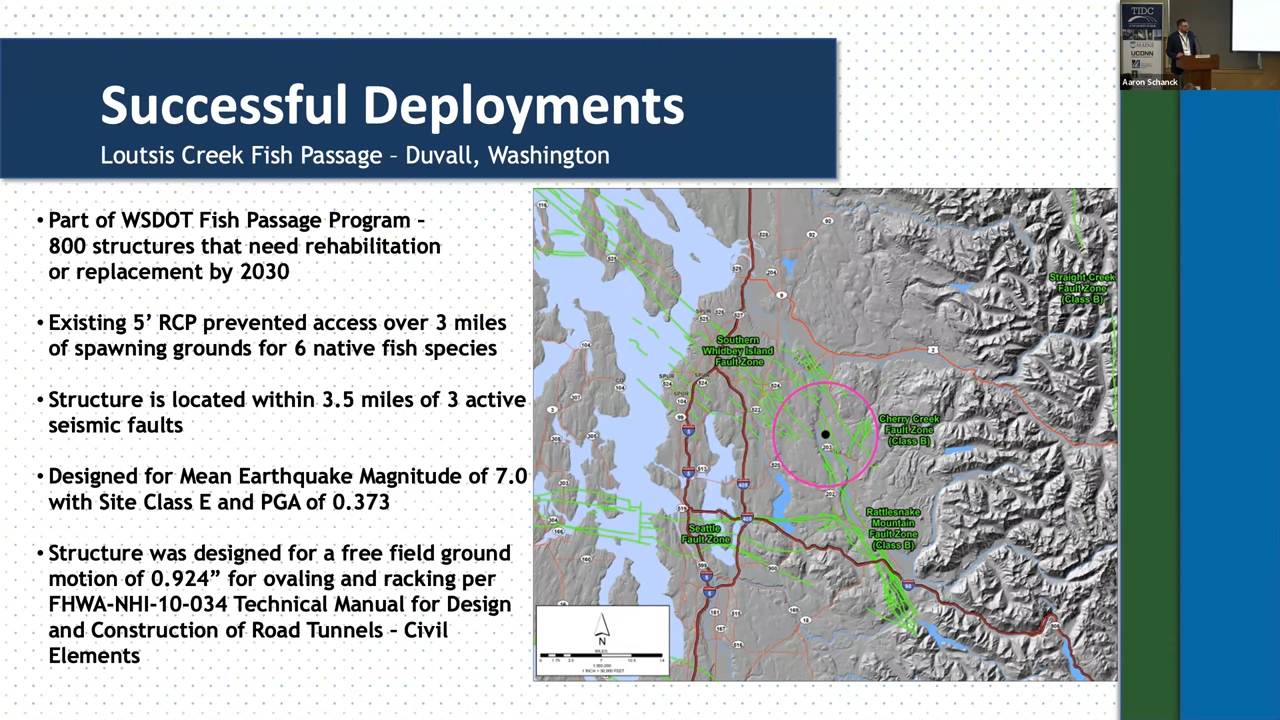 Successful Deployments
Loutsis Creek Fish Passage – Duvall, Washington
• Part of WSDOT Fish Passage Program –
800 structures that need rehabilitation
or replacement by 2030
• Existing 5’ RCP prevented access over 3 miles
of spawning grounds for 6 native fish species
• Structure is located within 3.5 miles of 3 active
seismic faults
• Designed for Mean Earthquake Magnitude of 7.0
with Site Class E and PGA of 0.373
• Structure was designed for a free field ground
motion of 0.924” for ovaling and racking per
FHWA-NHI-10-034 Technical Manual for Design
and Construction of Road Tunnels – Civil
Elements
Straight Creek
Fault Zone
(Class B)
Southern
Whidbey Island
Fault Zone
Cherry Creek
Fault Zone
(Class B)
Rattlesnake
Mountain
Fault Zone
(Class B)
Seattle
Fault Zone
N
MILES
TIDC
MAINE
UCONN
Aaron Schanck